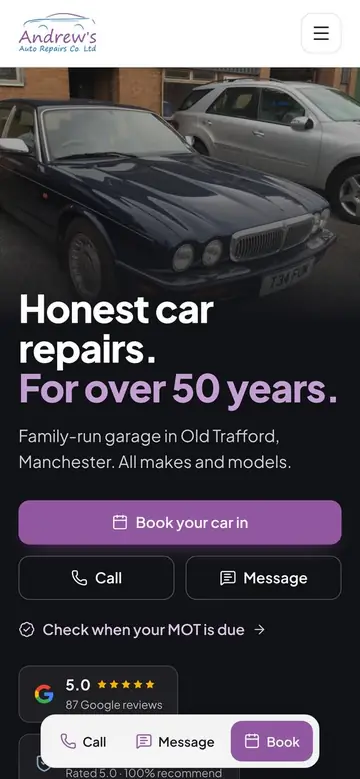 Andrew's
Auto Repairs Co. Ltd
T34 FUN
Honest car
repairs.
For over 50 years.
Family-run garage in Old Trafford,
Manchester. All makes and models.
Book your car in
Call
Message
Check when your MOT is due →
5.0
87 Google reviews
Call
Message
Book
Rated 5.0 · 100% recommend